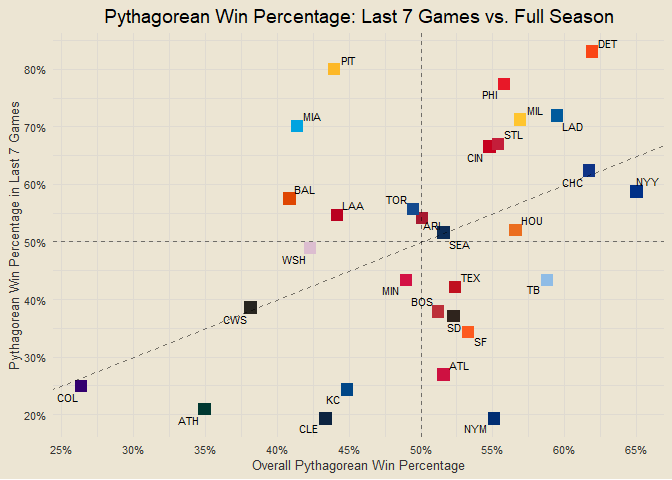 Pythagorean Win Percentage: Last 7 Games vs. Full Season
Pythagorean Win Percentage in Last 7 Games
80%
70%
60%
50%
40%
30%
20%
DET
PIT
PHI
MIL
MIA
LAD
STL
CIN
CHC
NYY
BAL
LAA
TOR
ARI
HOU
SEA
WSH
MIN
TEX
TB
BOS
CWS
SD
SF
ATL
COL
KC
ATH
CLE
NYM
25%
30%
35%
40%
45%
50%
55%
60%
65%
Overall Pythagorean Win Percentage